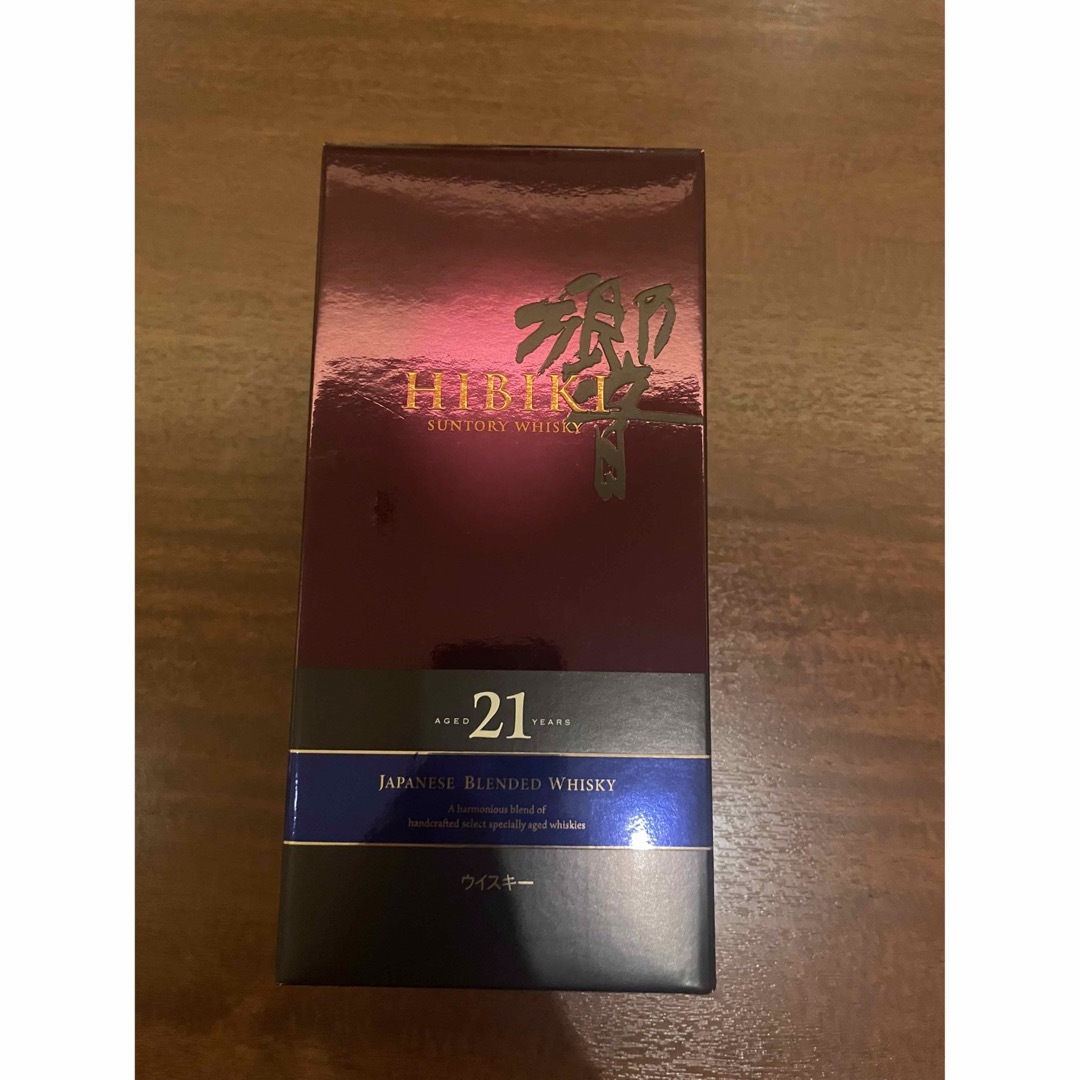 響
HIBIKI
SUNTORY WHISKY
AGED 21 YEARS
JAPANESE BLENDED WHISKY
A harmonious blend of
handcrafted select specially aged whiskies
ウイスキー